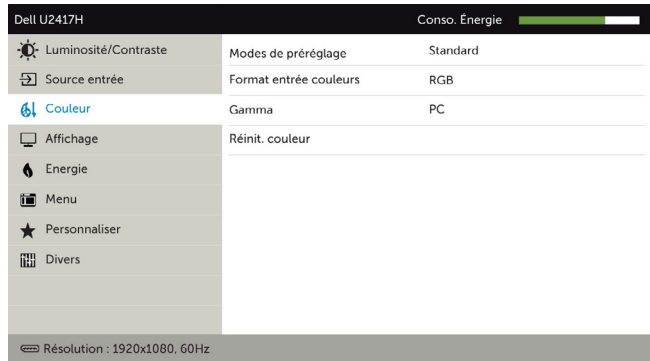 Dell U2417H Conso. Énergie
Luminosité/Contraste
Modes de préréglage Standard
Source entrée
Format entrée couleurs RGB
Couleur
Gamma PC
Affichage
Réinit. couleur
Energie
Menu
Personnaliser
Divers
Résolution : 1920x1080, 60Hz